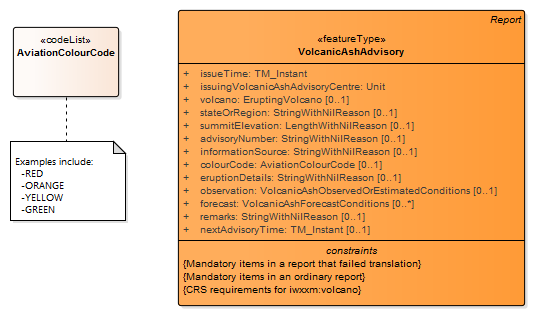 «codeList»
AviationColourCode
Examples include:
-RED
-ORANGE
-YELLOW
-GREEN
Report
«featureType»
VolcanicAshAdvisory
+ issueTime: TM_Instant
+ issuingVolcanicAshAdvisoryCentre: Unit
+ volcano: EruptingVolcano [0..1]
+ stateOrRegion: StringWithNilReason [0..1]
+ summitElevation: LengthWithNilReason [0..1]
+ advisoryNumber: StringWithNilReason [0..1]
+ informationSource: StringWithNilReason [0..1]
+ colourCode: AviationColourCode [0..1]
+ eruptionDetails: StringWithNilReason [0..1]
+ observation: VolcanicAshObservedOrEstimatedConditions [0..1]
+ forecast: VolcanicAshForecastConditions [0..*]
+ remarks: StringWithNilReason [0..1]
+ nextAdvisoryTime: TM_Instant [0..1]
constraints
{Mandatory items in a report that failed translation}
{Mandatory items in an ordinary report}
{CRS requirements for iwxxm:volcano}